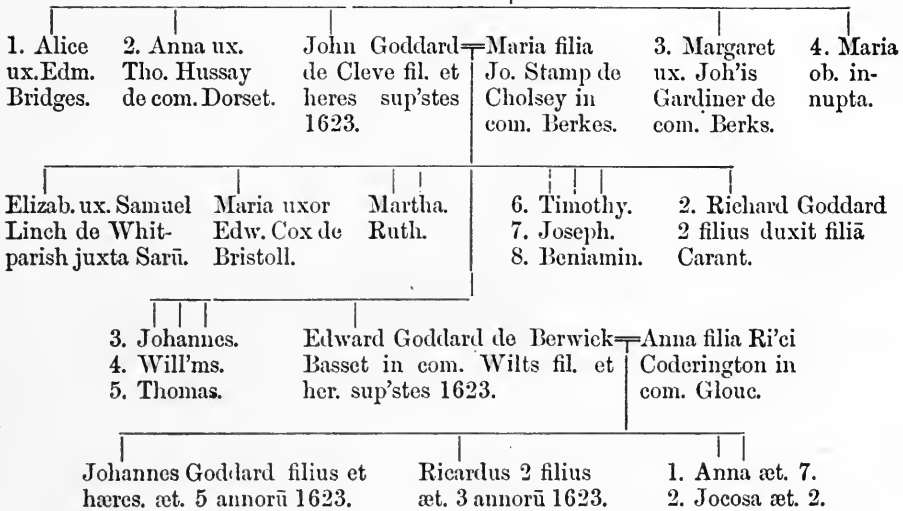 1. Alice
ux.Edm.
Bridges.
2. Anna ux.
Tho. Hussay
de com. Dorset.
John Goddard
de Cleve fil. et
heres sup'stes
1623.
Maria filia
Jo. Stamp de
Cholsey in
com. Berkes.
3. Margaret
ux. Joh'is
Gardiner de
com. Berks.
4. Maria
ob. in-
nupta.
Elizab. ux. Samuel
Linch de Whit-
parish juxta Sarū.
Maria uxor
Edw. Cox de
Bristoll.
Martha.
Ruth.
6. Timothy.
7. Joseph.
8. Beniamin.
2. Richard Goddard
2 filius duxit filiā
Carant.
3. Johannes.
4. Will'ms.
5. Thomas.
Edward Goddard de Berwick
Basset in com. Wilts fil. et
her. sup'stes 1623.
Anna filia Ri'ci
Coderington in
com. Glouc.
Johannes Goddard filius et
hæres. æt. 5 annorū 1623.
Ricardus 2 filius
æt. 3 annorū 1623.
1. Anna æt. 7.
2. Jocosa æt. 2.